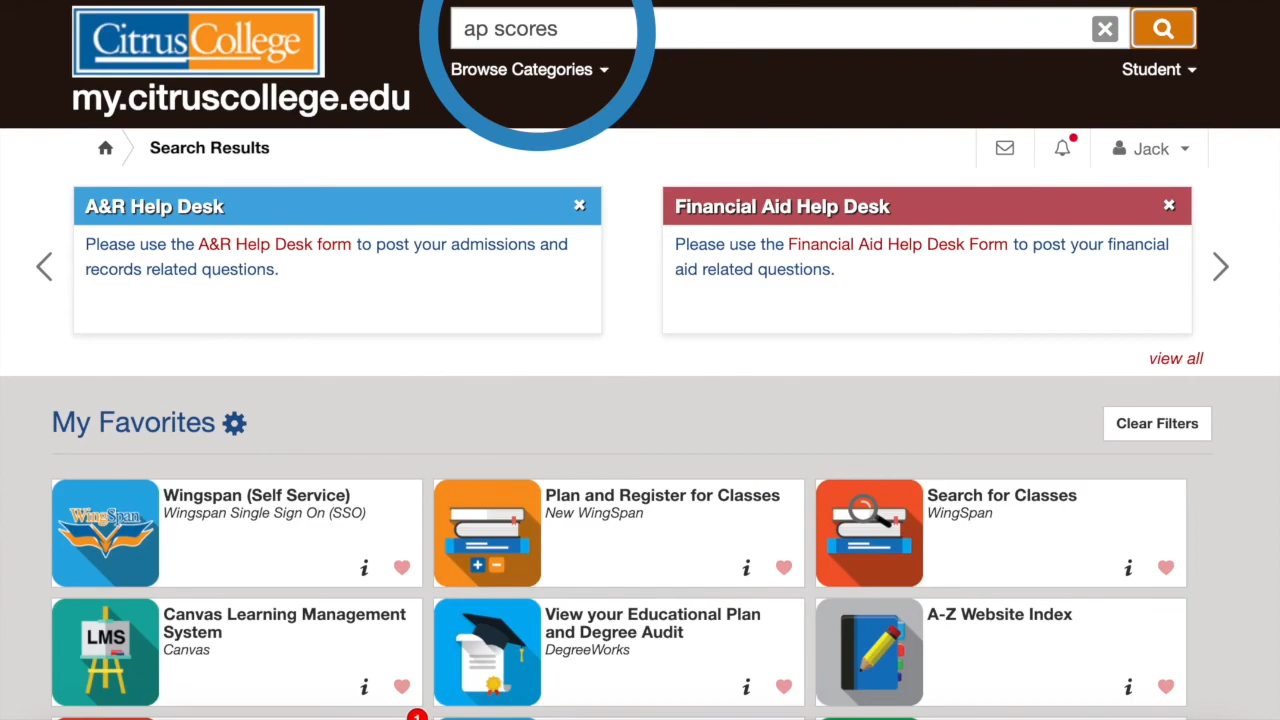 CitrusCollege
ap scores
Browse Categories
Student
my.citruscollege.edu
Search Results
Jack
A&R Help Desk
Please use the A&R Help Desk form to post your admissions and
records related questions.
Financial Aid Help Desk
Please use the Financial Aid Help Desk Form to post your financial
aid related questions.
view all
My Favorites
Clear Filters
WingSpan
Wingspan (Self Service)
Wingspan Single Sign On (SSO)
i
Plan and Register for Classes
New WingSpan
i
Search for Classes
WingSpan
i
LMS
Canvas Learning Management
System
Canvas
i
View your Educational Plan
and Degree Audit
DegreeWorks
i
A-Z Website Index
i
1